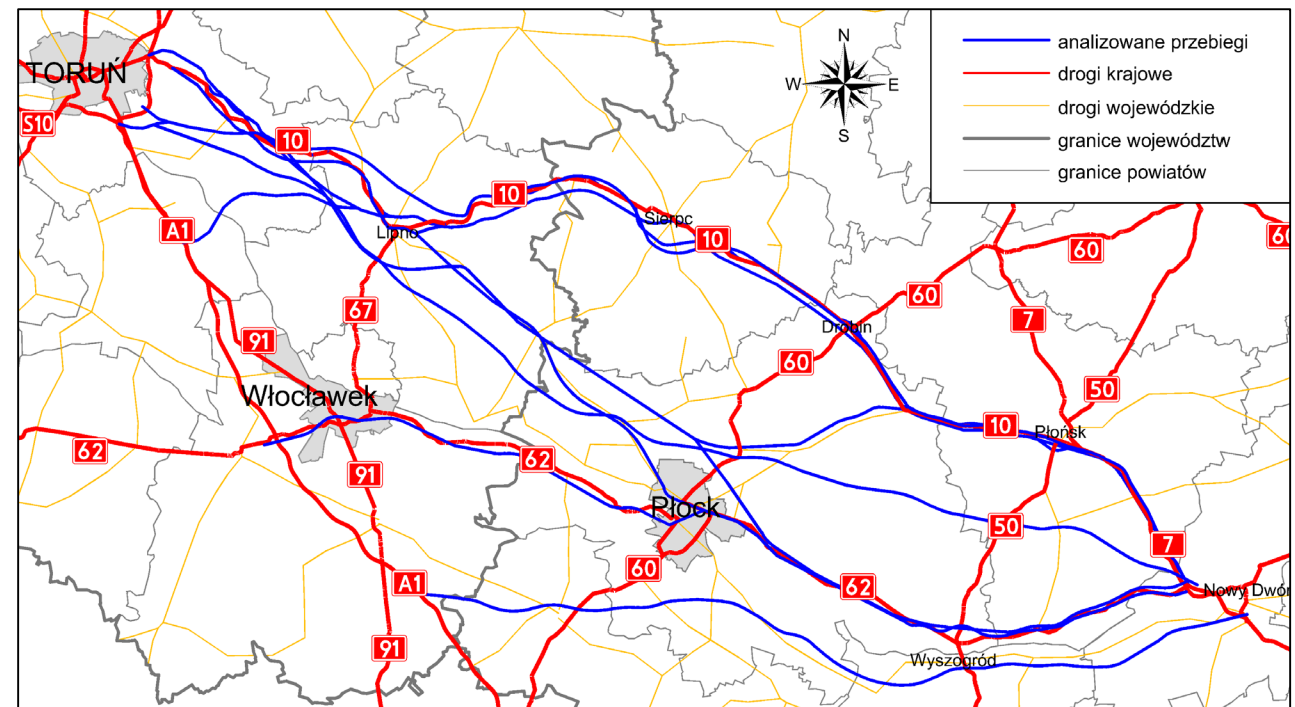 N
W
E
S
analizowane przebiegi
drogi krajowe
drogi wojewódzkie
granice województw
granice powiatów
TORUŃ
S10
10
10
Sierpc
10
Lipno
A1
60
60
60
67
7
Drobin
91
60
50
Włocławek
10
Płońsk
62
62
91
Płock
50
7
60
A1
62
Nowy Dwór
91
Wyszogród